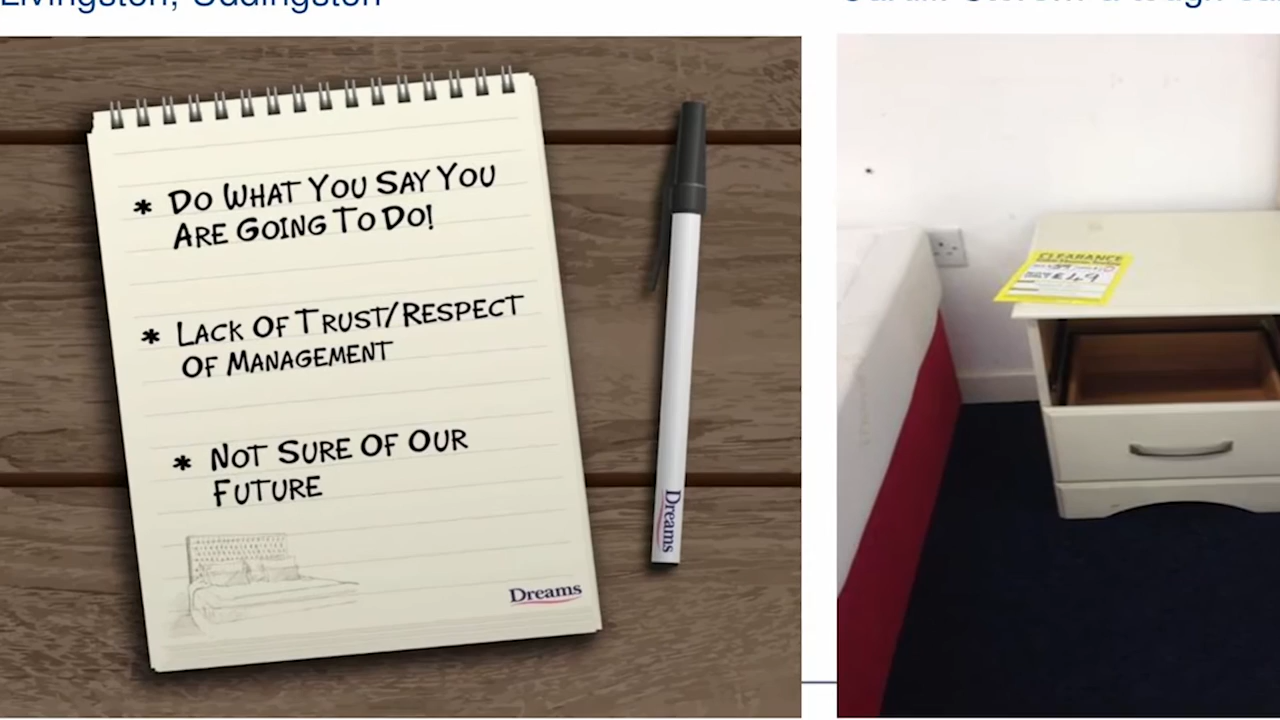 Livingston, Uddingston
* DO WHAT YOU SAY YOU
ARE GOING TO DO!
* LACK OF TRUST/RESPECT
OF MANAGEMENT
* NOT SURE OF OUR
FUTURE
Dreams
Dreams
CLEARANCE
£49